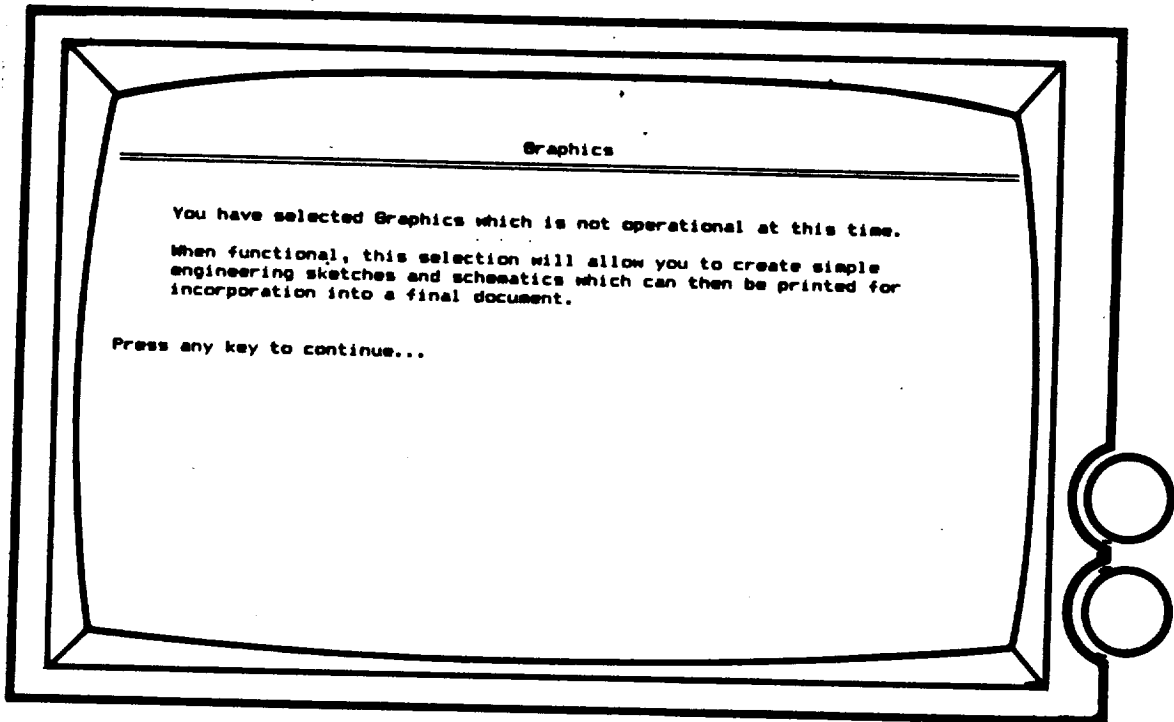 Graphics
You have selected Graphics which is not operational at this time.
When functional, this selection will allow you to create simple
engineering sketches and schematics which can then be printed for
incorporation into a final document.
Press any key to continue...